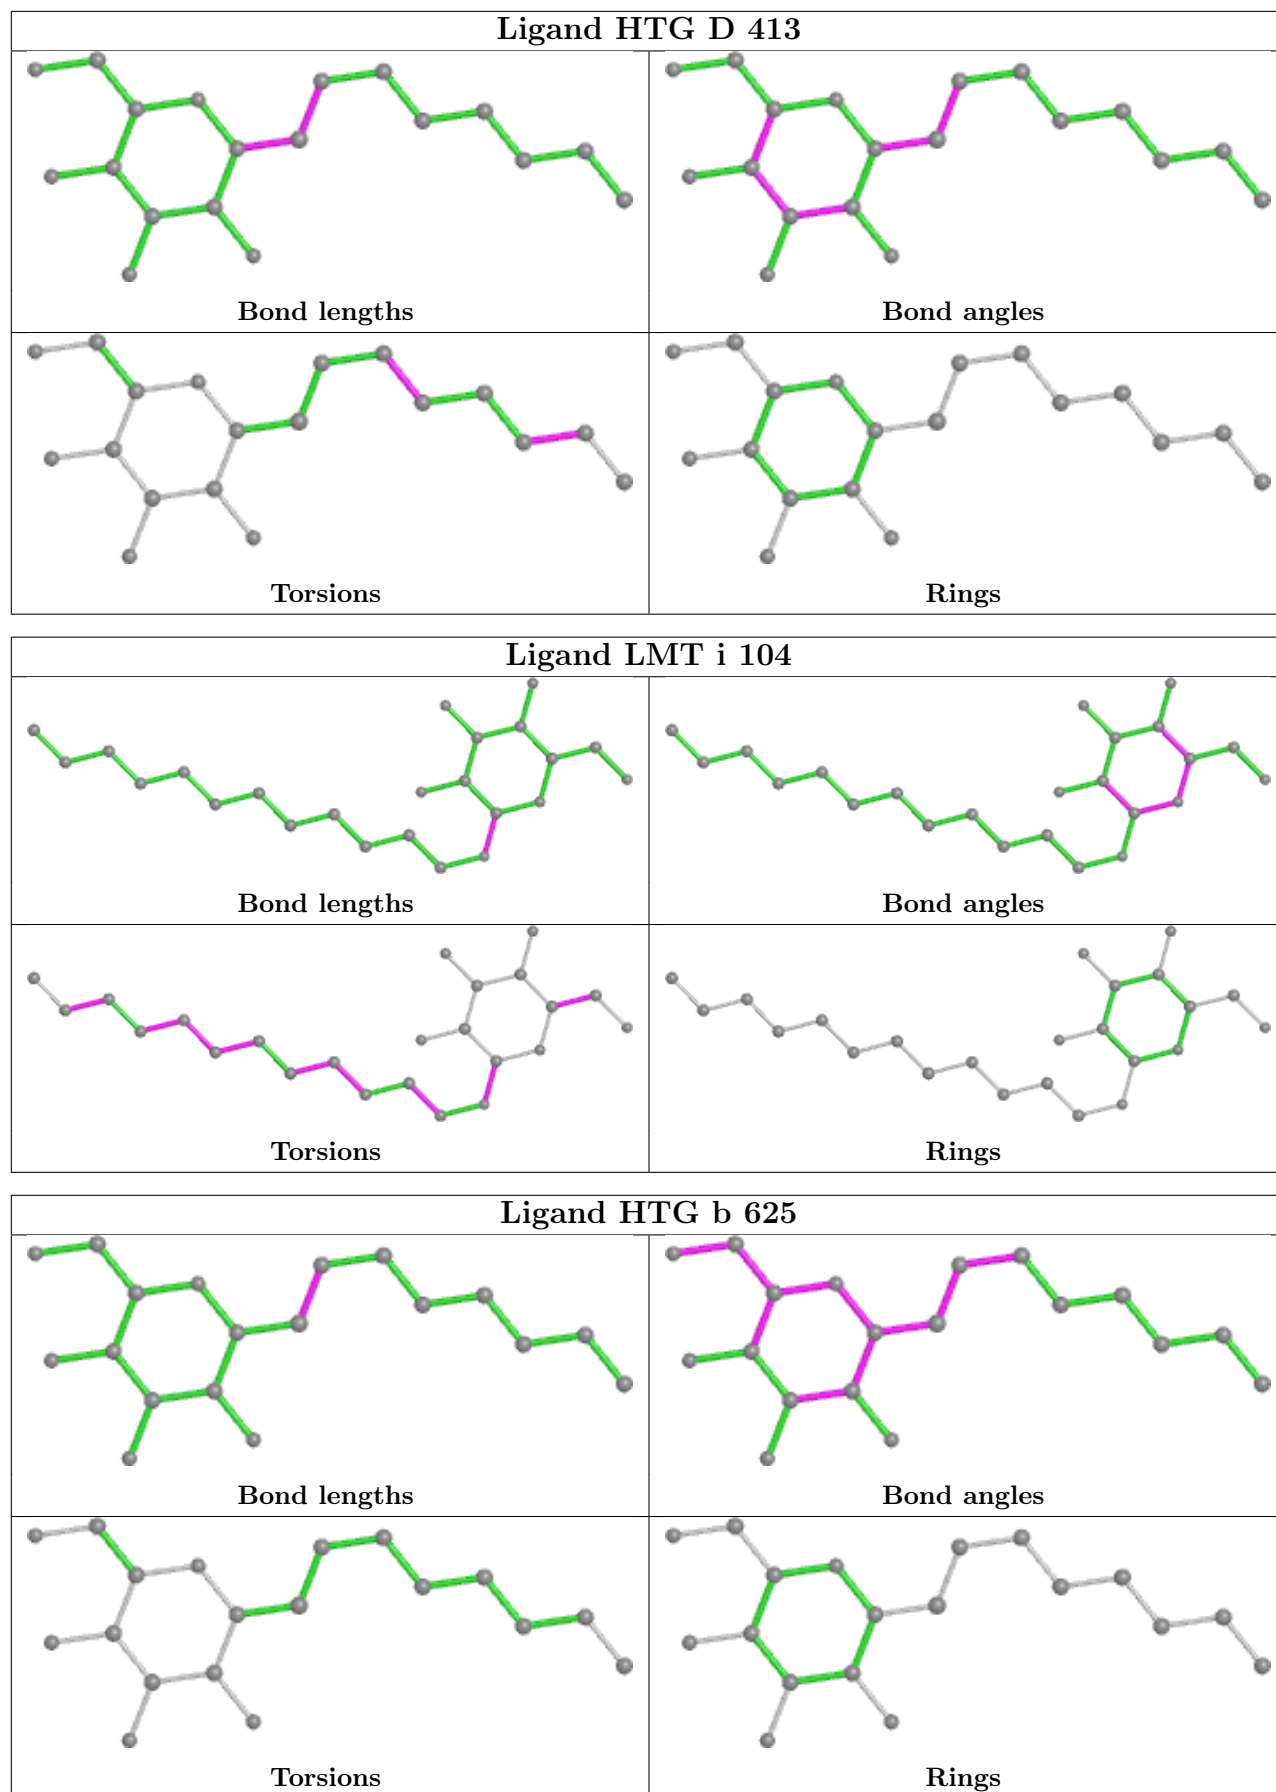 Ligand HTG D 413
Bond lengths
Bond angles
Torsions
Rings
Ligand LMT i 104
Bond lengths
Bond angles
Torsions
Rings
Ligand HTG b 625
Bond lengths
Bond angles
Torsions
Rings